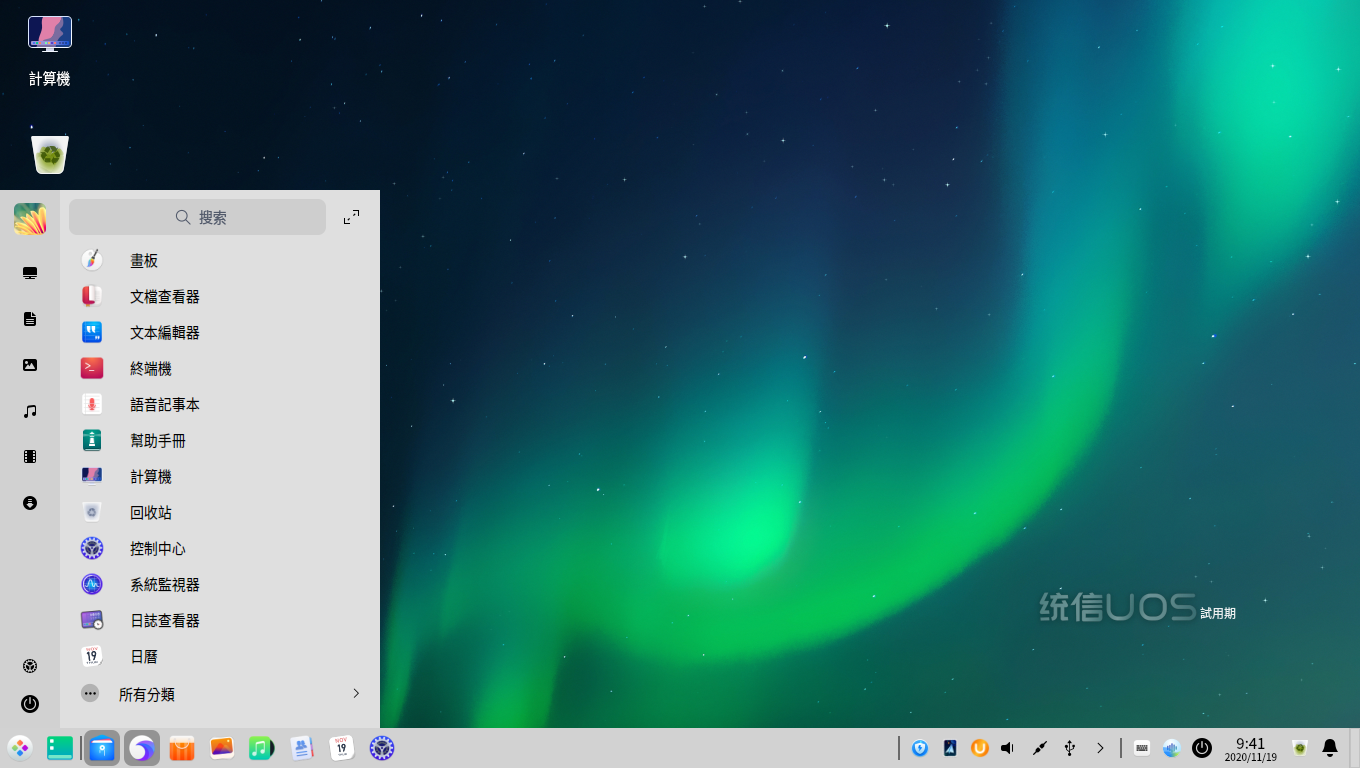 計算機
搜索
畫板
文檔查看器
文本編輯器
終端機
語音記事本
幫助手冊
計算機
回收站
控制中心
系統監視器
日誌查看器
日曆
所有分類
统信UOS 試用期
NOV
19
9:41
2020/11/19